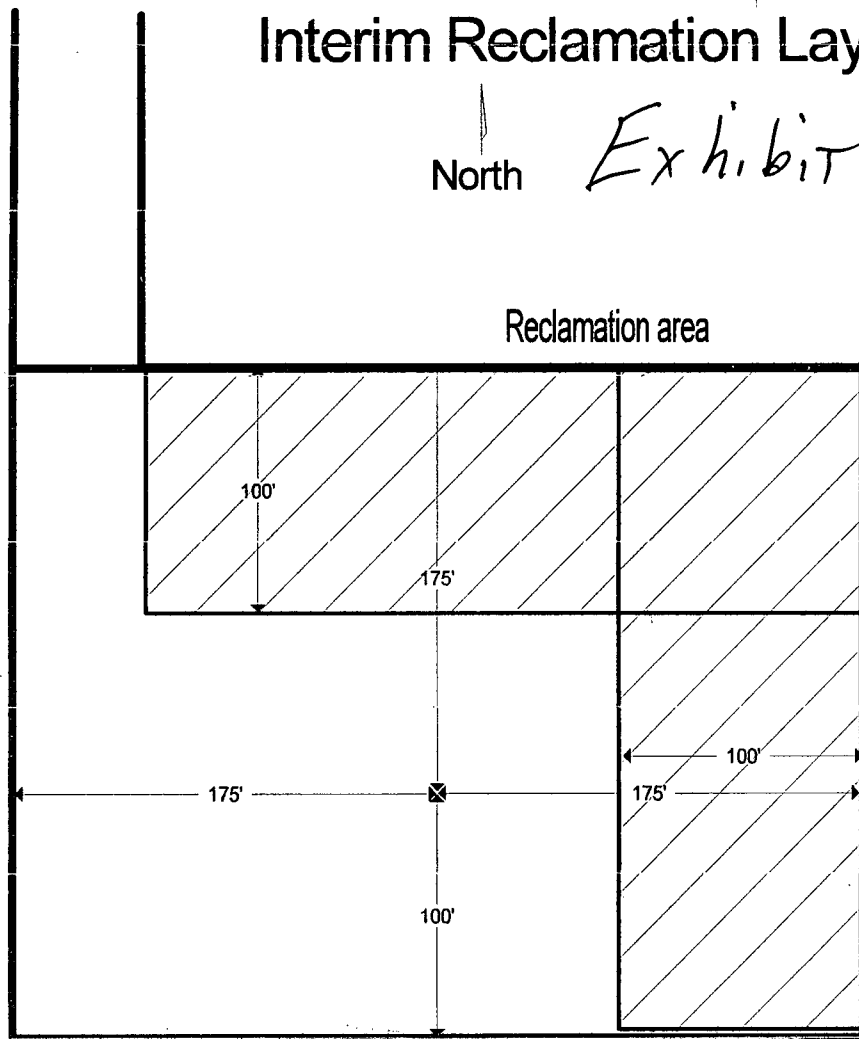 Interim Reclamation Lay
North
Exhibit
Reclamation area
100'
175'
100'
175'
175'
100'